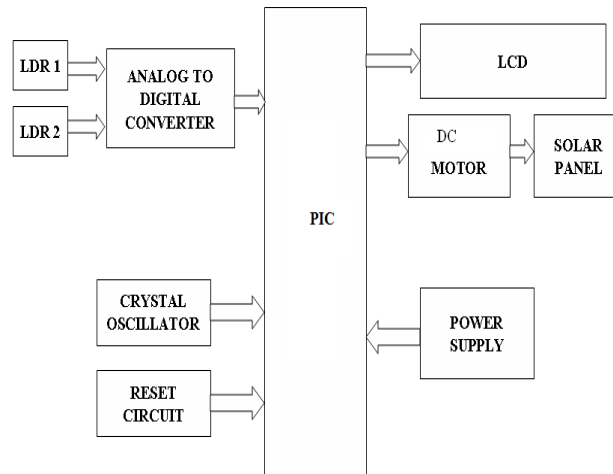 LDR 1
LDR 2
ANALOG TO
DIGITAL
CONVERTER
PIC
LCD
DC
MOTOR
SOLAR
PANEL
CRYSTAL
OSCILLATOR
RESET
CIRCUIT
POWER
SUPPLY